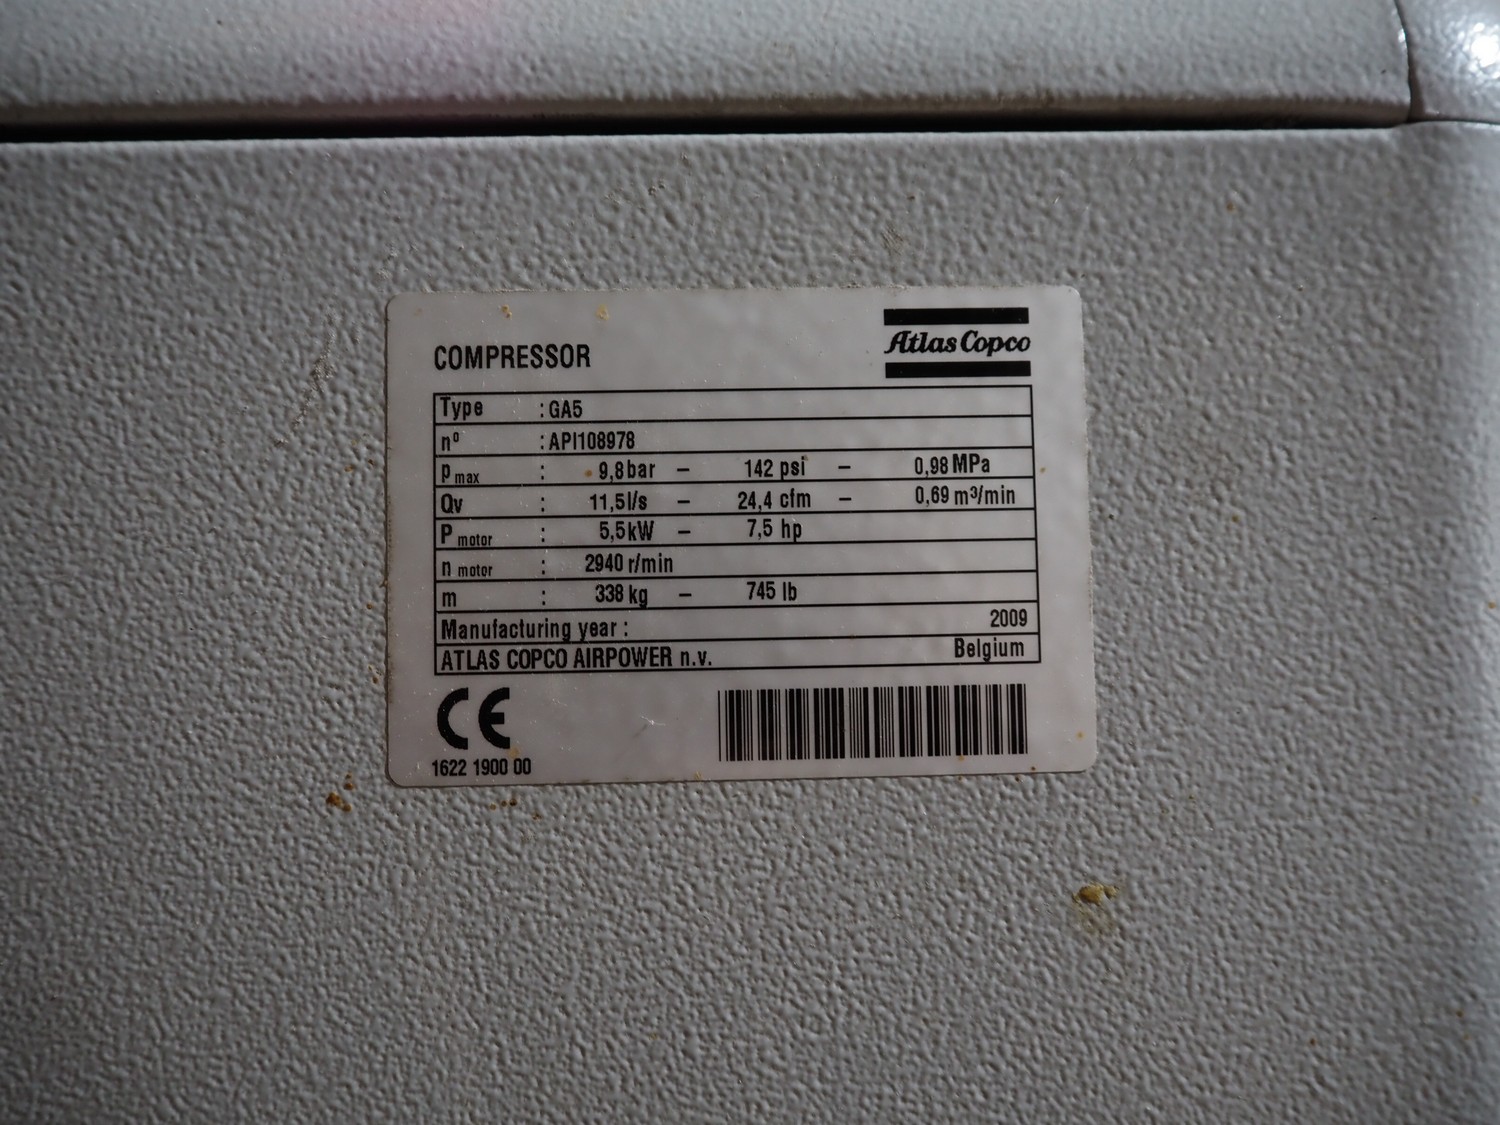 Atlas Copco
COMPRESSOR
Type : GA5
nº : API108978
Pmax : 9,8 bar – 142 psi – 0,98 MPa
Qv : 11,5 l/s – 24,4 cfm – 0,69 m³/min
P motor : 5,5 kW – 7,5 hp
n motor : 2940 r/min
m : 338 kg – 745 lb
Manufacturing year : 2009
ATLAS COPCO AIRPOWER n.v. Belgium
CE
1622 1900 00